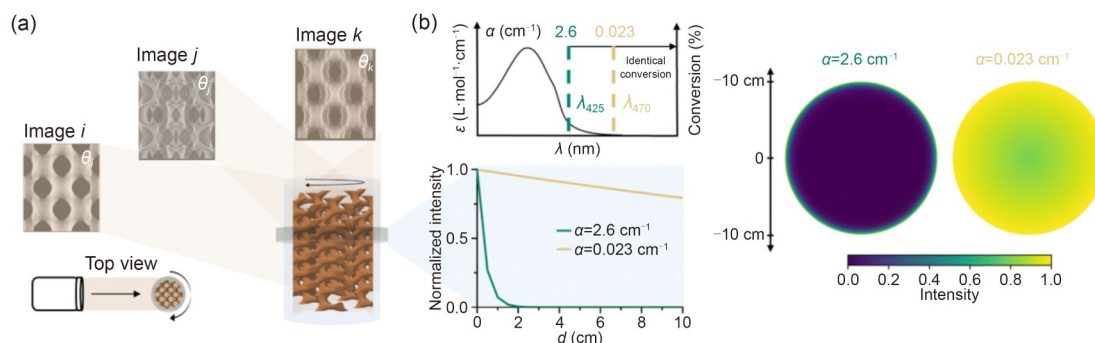 (a)
Image i
θi
Image j
θj
Image k
θk
Top view
(b)
α (cm⁻¹)
2.6
0.023
Identical
conversion
λ425
λ470
ε (L·mol⁻¹·cm⁻¹)
Conversion (%)
λ (nm)
Normalized intensity
1.0
0.5
0.0
α=2.6 cm⁻¹
α=0.023 cm⁻¹
0
2
4
6
8
10
d (cm)
α=2.6 cm⁻¹
α=0.023 cm⁻¹
−10 cm
0
−10 cm
0.0
0.2
0.4
0.6
0.8
1.0
Intensity